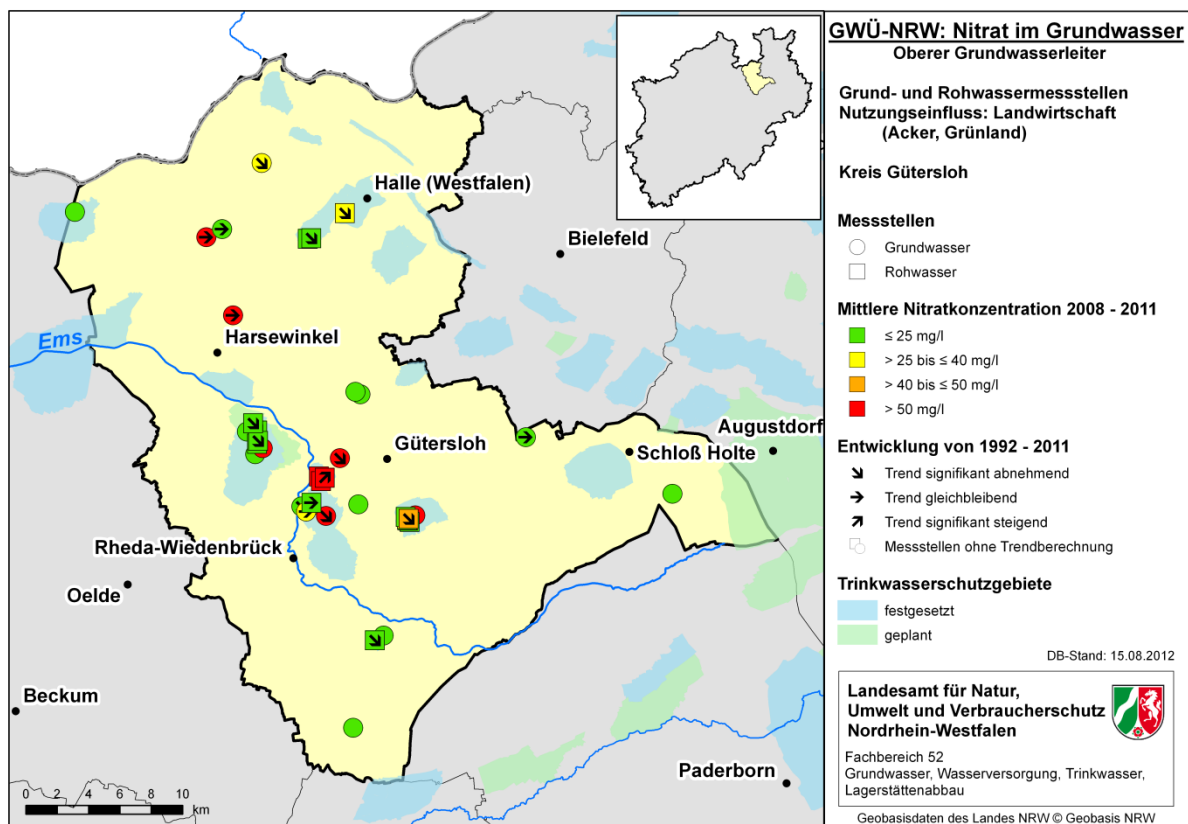 GWÜ-NRW: Nitrat im Grundwasser
Oberer Grundwasserleiter
Grund- und Rohwassermessstellen
Nutzungseinfluss: Landwirtschaft
(Acker, Grünland)
Kreis Gütersloh
Messstellen
Grundwasser
Rohwasser
Mittlere Nitratkonzentration 2008 - 2011
≤ 25 mg/l
> 25 bis ≤ 40 mg/l
> 40 bis ≤ 50 mg/l
> 50 mg/l
Entwicklung von 1992 - 2011
Trend signifikant abnehmend
Trend gleichbleibend
Trend signifikant steigend
Messstellen ohne Trendberechnung
Trinkwasserschutzgebiete
festgesetzt
geplant
DB-Stand: 15.08.2012
Landesamt für Natur,
Umwelt und Verbraucherschutz
Nordrhein-Westfalen
Fachbereich 52
Grundwasser, Wasserversorgung, Trinkwasser,
Lagerstättenabbau
Geobasisdaten des Landes NRW © Geobasis NRW
Halle (Westfalen)
Bielefeld
Ems
Harsewinkel
Augustdorf
Gütersloh
Schloß Holte
Rheda-Wiedenbrück
Oelde
Beckum
Paderborn
0 2 4 6 8 10
km